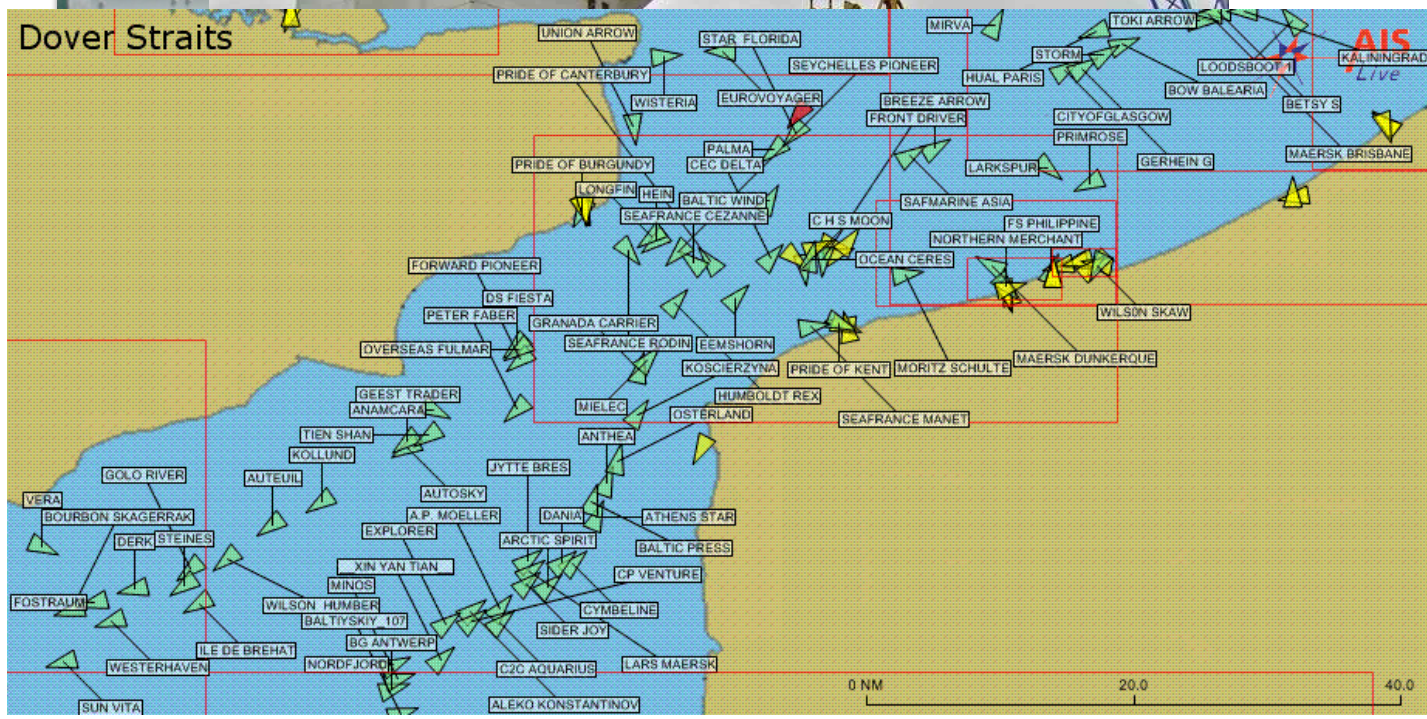 Dover Straits
AIS
Live
UNION ARROW
MIRVA
TOKI ARROW
STAR FLORIDA
SEYCHELLES PIONEER
STORM
KALININGRAD
PRIDE OF CANTERBURY
HUAL PARIS
LOODSBOOT 1
WISTERIA
EUROVOYAGER
BREEZE ARROW
BOW BALEARIA
BETSY S
FRONT DRIVER
CITYOFGLASGOW
PRIMROSE
PALMA
CEC DELTA
MAERSK BRISBANE
PRIDE OF BURGUNDY
LARKSPUR
GERHEIN G
LONGFIN
HEIN
BALTIC WIND
SAFMARINE ASIA
SEAFRANCE CEZANNE
C H S MOON
FS PHILIPPINE
NORTHERN MERCHANT
FORWARD PIONEER
OCEAN CERES
DS FIESTA
PETER FABER
GRANADA CARRIER
WILSON SKAW
OVERSEAS FULMAR
SEAFRANCE RODIN
EEMSHORN
MAERSK DUNKERQUE
KOSCIERZYNA
PRIDE OF KENT
MORITZ SCHULTE
GEEST TRADER
HUMBOLDT REX
ANAMCARA
MIELEC
OSTERLAND
SEAFRANCE MANET
TIEN SHAN
ANTHEA
KOLLUND
GOLO RIVER
AUTEUIL
JYTTE BRES
VERA
AUTOSKY
BOURBON SKAGERRAK
A.P. MOELLER
DANIA
ATHENS STAR
EXPLORER
DERK
STEINES
ARCTIC SPIRIT
BALTIC PRESS
XIN YAN TIAN
CP VENTURE
MINOS
FOSTRAUM
WILSON HUMBER
CYMBELINE
BALTIYSKIY_107
SIDER JOY
BG ANTWERP
ILE DE BREHAT
WESTERHAVEN
NORDFJORD
C2C AQUARIUS
LARS MAERSK
SUN VITA
ALEKO KONSTANTINOV
0 NM
20.0
40.0